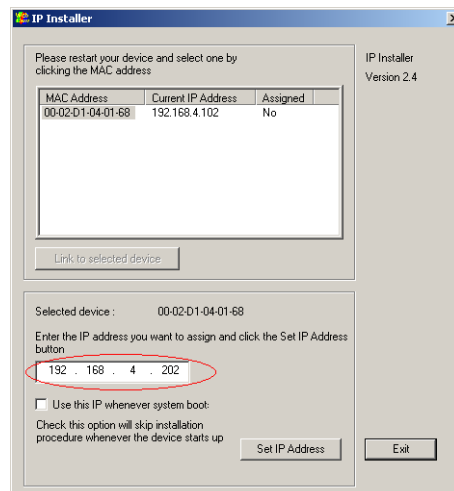 IP Installer
Please restart your device and select one by
clicking the MAC address
IP Installer
Version 2.4
MAC Address Current IP Address Assigned
00-02-D1-04-01-68 192.168.4.102 No
Link to selected device
Selected device : 00-02-D1-04-01-68
Enter the IP address you want to assign and click the Set IP Address
button
192 . 168 . 4 . 202
Use this IP whenever system boot:
Check this option will skip installation
procedure whenever the device starts up
Set IP Address
Exit